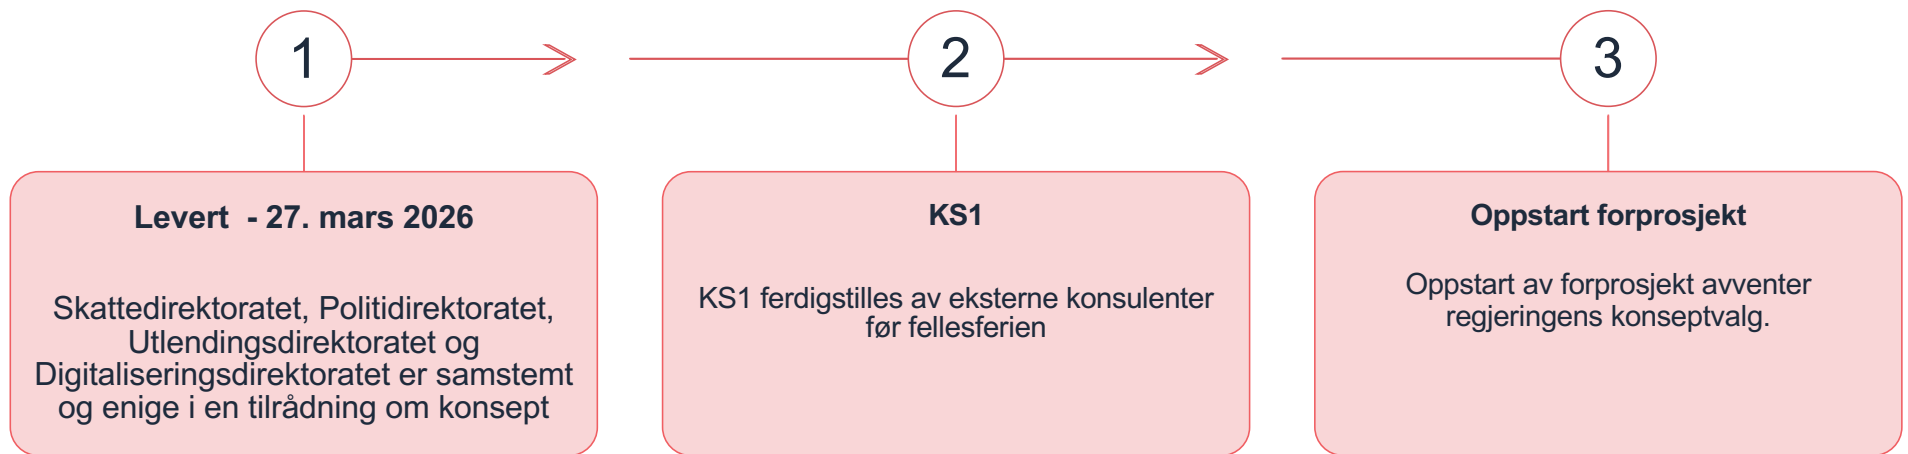 1
2
3
Levert  - 27. mars 2026
Skattedirektoratet, Politidirektoratet,
Utlendingsdirektoratet og
Digitaliseringsdirektoratet er samstemt
og enige i en tilrådning om konsept
KS1
KS1 ferdigstilles av eksterne konsulenter
før fellesferien
Oppstart forprosjekt
Oppstart av forprosjekt avventer
regjeringens konseptvalg.